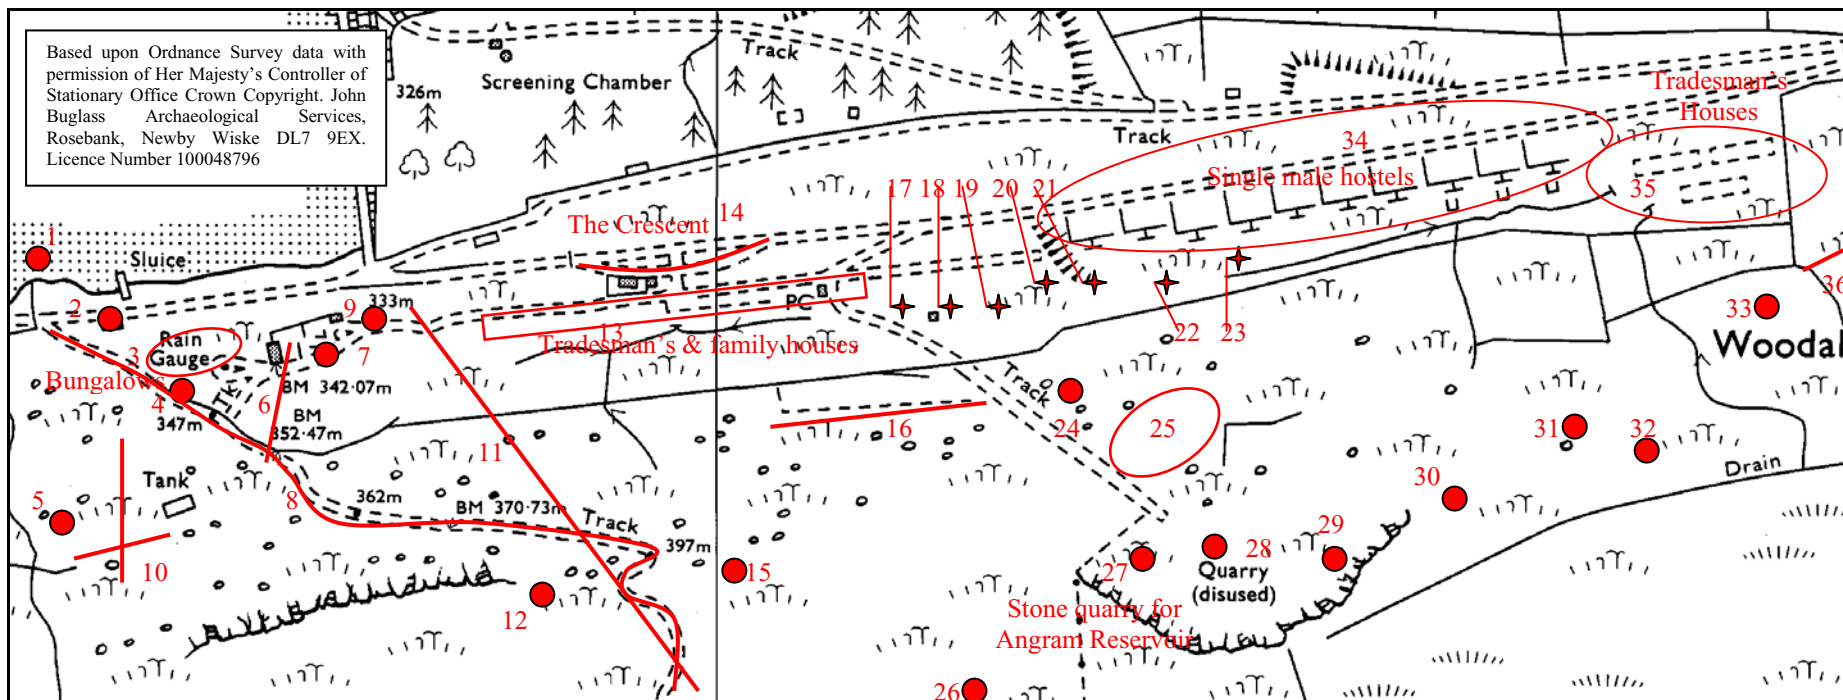 Based upon Ordnance Survey data with
permission of Her Majesty's Controller of
Stationary Office Crown Copyright. John
Buglass Archaeological Services,
Rosebank, Newby Wiske DL7 9EX.
Licence Number 100048796
326m
Screening Chamber
Track
Track
Tradesman's
Houses
34
Single male hostels
35
17 18 19 20 21
The Crescent 14
1
Sluice
2
333m
9
Rain
Gauge
3
7
13
PC
Tradesman's & family houses
22 23
33
36
Woodal
Bungalows
4
BM 342·07m
6
Tk
347m
BM
352·47m
Track
16
24
25
31
32
11
Drain
5
Tank
8
362m
BM 370·73m
Track
30
29
28
27
397m
10
15
Quarry
(disused)
12
Stone quarry for
Angram Reservoir
26